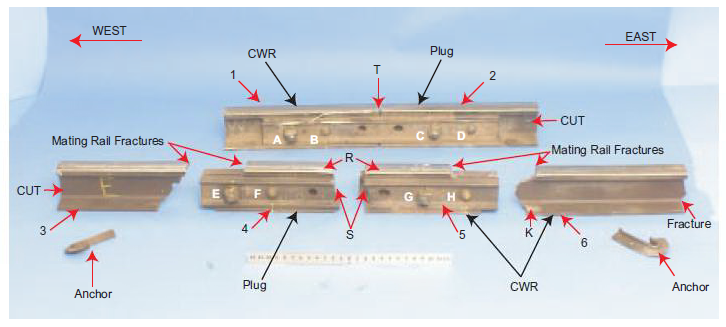 WEST
EAST
CWR
Plug
1
T
2
CUT
A B C D
Mating Rail Fractures
R
Mating Rail Fractures
CUT
E F G H
3
4
S
5
K
6
Fracture
Plug
CWR
Anchor
Anchor